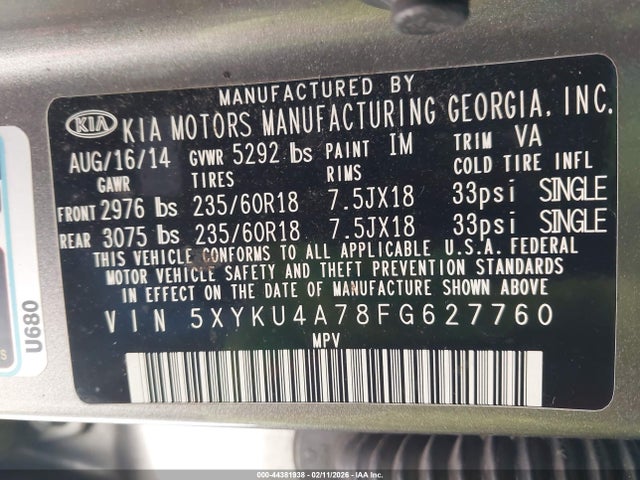 MANUFACTURED BY
KIA KIA MOTORS MANUFACTURING GEORGIA. INC.
AUG/16/14 GVWR 5292 lbs PAINT IM TRIM VA
GAWR TIRES RIMS COLD TIRE INFL
FRONT 2976 lbs 235/60R18 7.5JX18 33psi SINGLE
REAR 3075 lbs 235/60R18 7.5JX18 33psi SINGLE
THIS VEHICLE CONFORMS TO ALL APPLICABLE U.S.A. FEDERAL
MOTOR VEHICLE SAFETY AND THEFT PREVENTION STANDARDS
IN EFFECT ON THE DATE OF MANUFACTURE SHOWN ABOVE
VIN 5XYKU4A78FG627760
MPV
U680
000-44381938 - 02/11/2026 - IAA Inc.